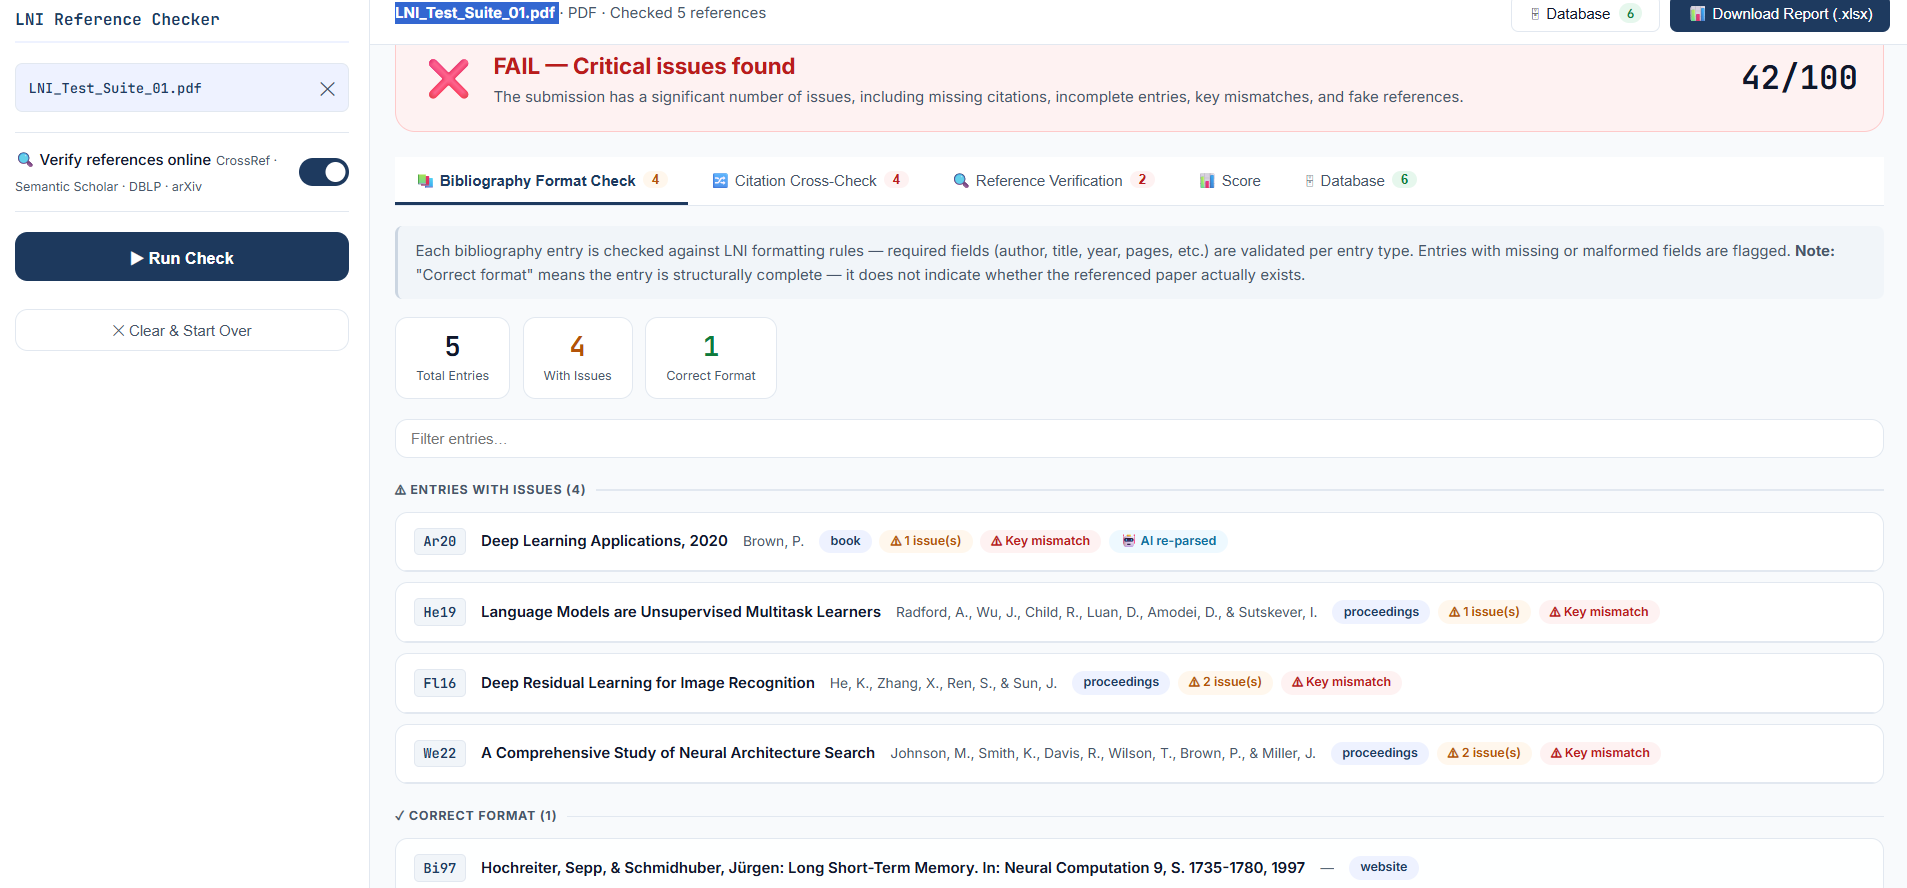 LNI Reference Checker
LNI_Test_Suite_01.pdf
Verify references online CrossRef ·
Semantic Scholar · DBLP · arXiv
▶ Run Check
✕ Clear & Start Over
LNI_Test_Suite_01.pdf · PDF · Checked 5 references
Database 6
Download Report (.xlsx)
FAIL — Critical issues found
The submission has a significant number of issues, including missing citations, incomplete entries, key mismatches, and fake references.
42/100
Bibliography Format Check 4
Citation Cross-Check 4
Reference Verification 2
Score
Database 6
Each bibliography entry is checked against LNI formatting rules — required fields (author, title, year, pages, etc.) are validated per entry type. Entries with missing or malformed fields are flagged. Note:
"Correct format" means the entry is structurally complete — it does not indicate whether the referenced paper actually exists.
5
Total Entries
4
With Issues
1
Correct Format
Filter entries...
⚠ ENTRIES WITH ISSUES (4)
Ar20 Deep Learning Applications, 2020 Brown, P. book ⚠ 1 issue(s) ⚠ Key mismatch AI re-parsed
He19 Language Models are Unsupervised Multitask Learners Radford, A., Wu, J., Child, R., Luan, D., Amodei, D., & Sutskever, I. proceedings ⚠ 1 issue(s) ⚠ Key mismatch
Fl16 Deep Residual Learning for Image Recognition He, K., Zhang, X., Ren, S., & Sun, J. proceedings ⚠ 2 issue(s) ⚠ Key mismatch
We22 A Comprehensive Study of Neural Architecture Search Johnson, M., Smith, K., Davis, R., Wilson, T., Brown, P., & Miller, J. proceedings ⚠ 2 issue(s) ⚠ Key mismatch
✓ CORRECT FORMAT (1)
Bi97 Hochreiter, Sepp, & Schmidhuber, Jürgen: Long Short-Term Memory. In: Neural Computation 9, S. 1735-1780, 1997 — website